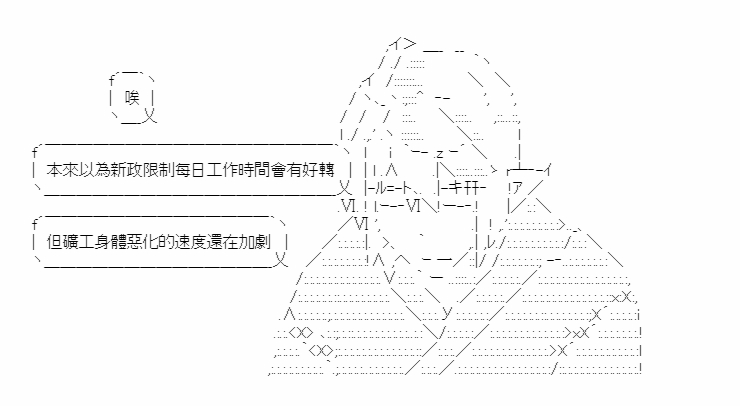 唉
本來以為新政限制每日工作時間會有好轉
但礦工身體惡化的速度還在加劇